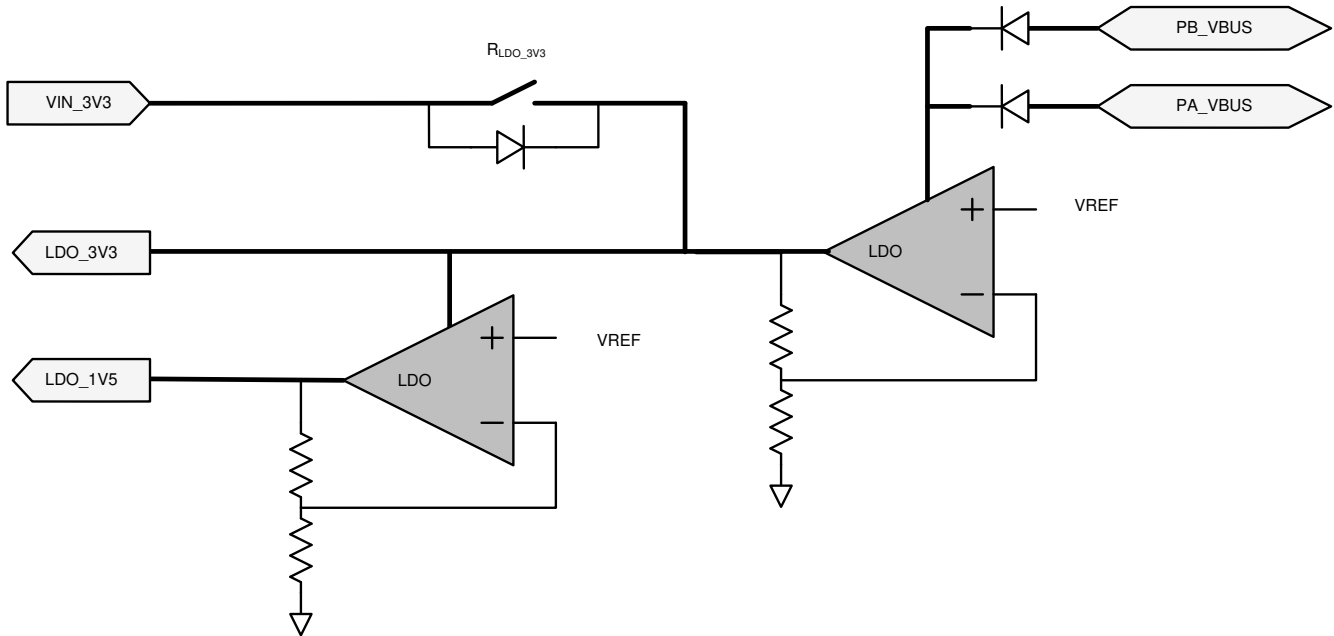 PB_VBUS
RLDO_3V3
VIN_3V3
PA_VBUS
+ VREF
LDO_3V3
LDO
−
+ VREF
LDO_1V5
LDO
−